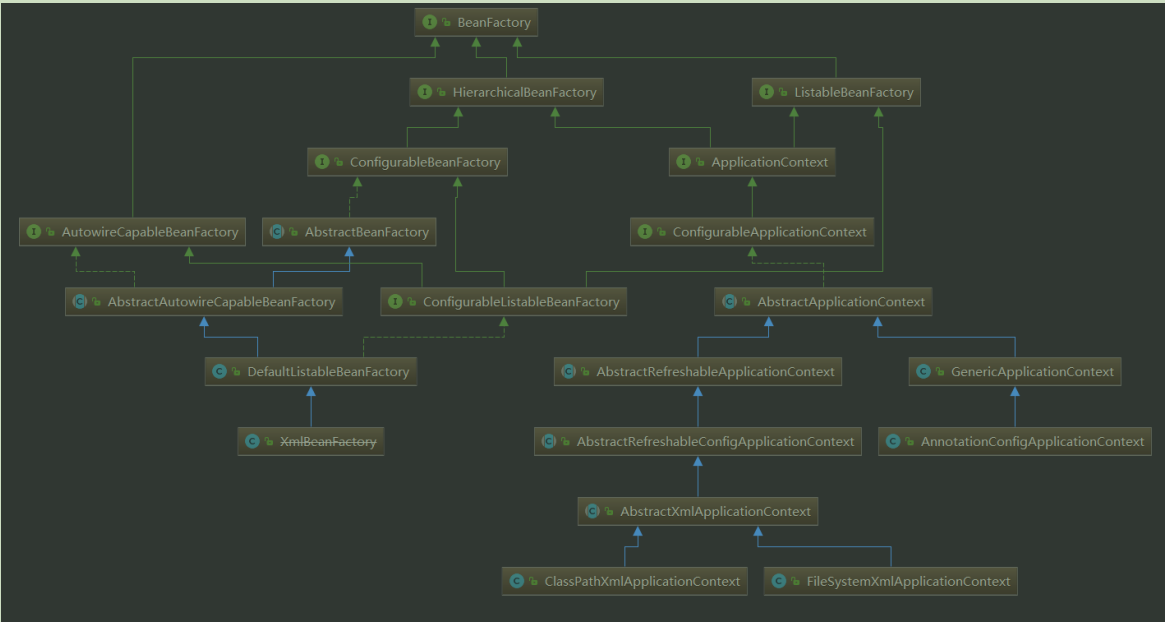 BeanFactory
HierarchicalBeanFactory
ListableBeanFactory
ConfigurableBeanFactory
ApplicationContext
AutowireCapableBeanFactory
AbstractBeanFactory
ConfigurableApplicationContext
AbstractAutowireCapableBeanFactory
ConfigurableListableBeanFactory
AbstractApplicationContext
DefaultListableBeanFactory
AbstractRefreshableApplicationContext
GenericApplicationContext
XmlBeanFactory
AbstractRefreshableConfigApplicationContext
AnnotationConfigApplicationContext
AbstractXmlApplicationContext
ClassPathXmlApplicationContext
FileSystemXmlApplicationContext